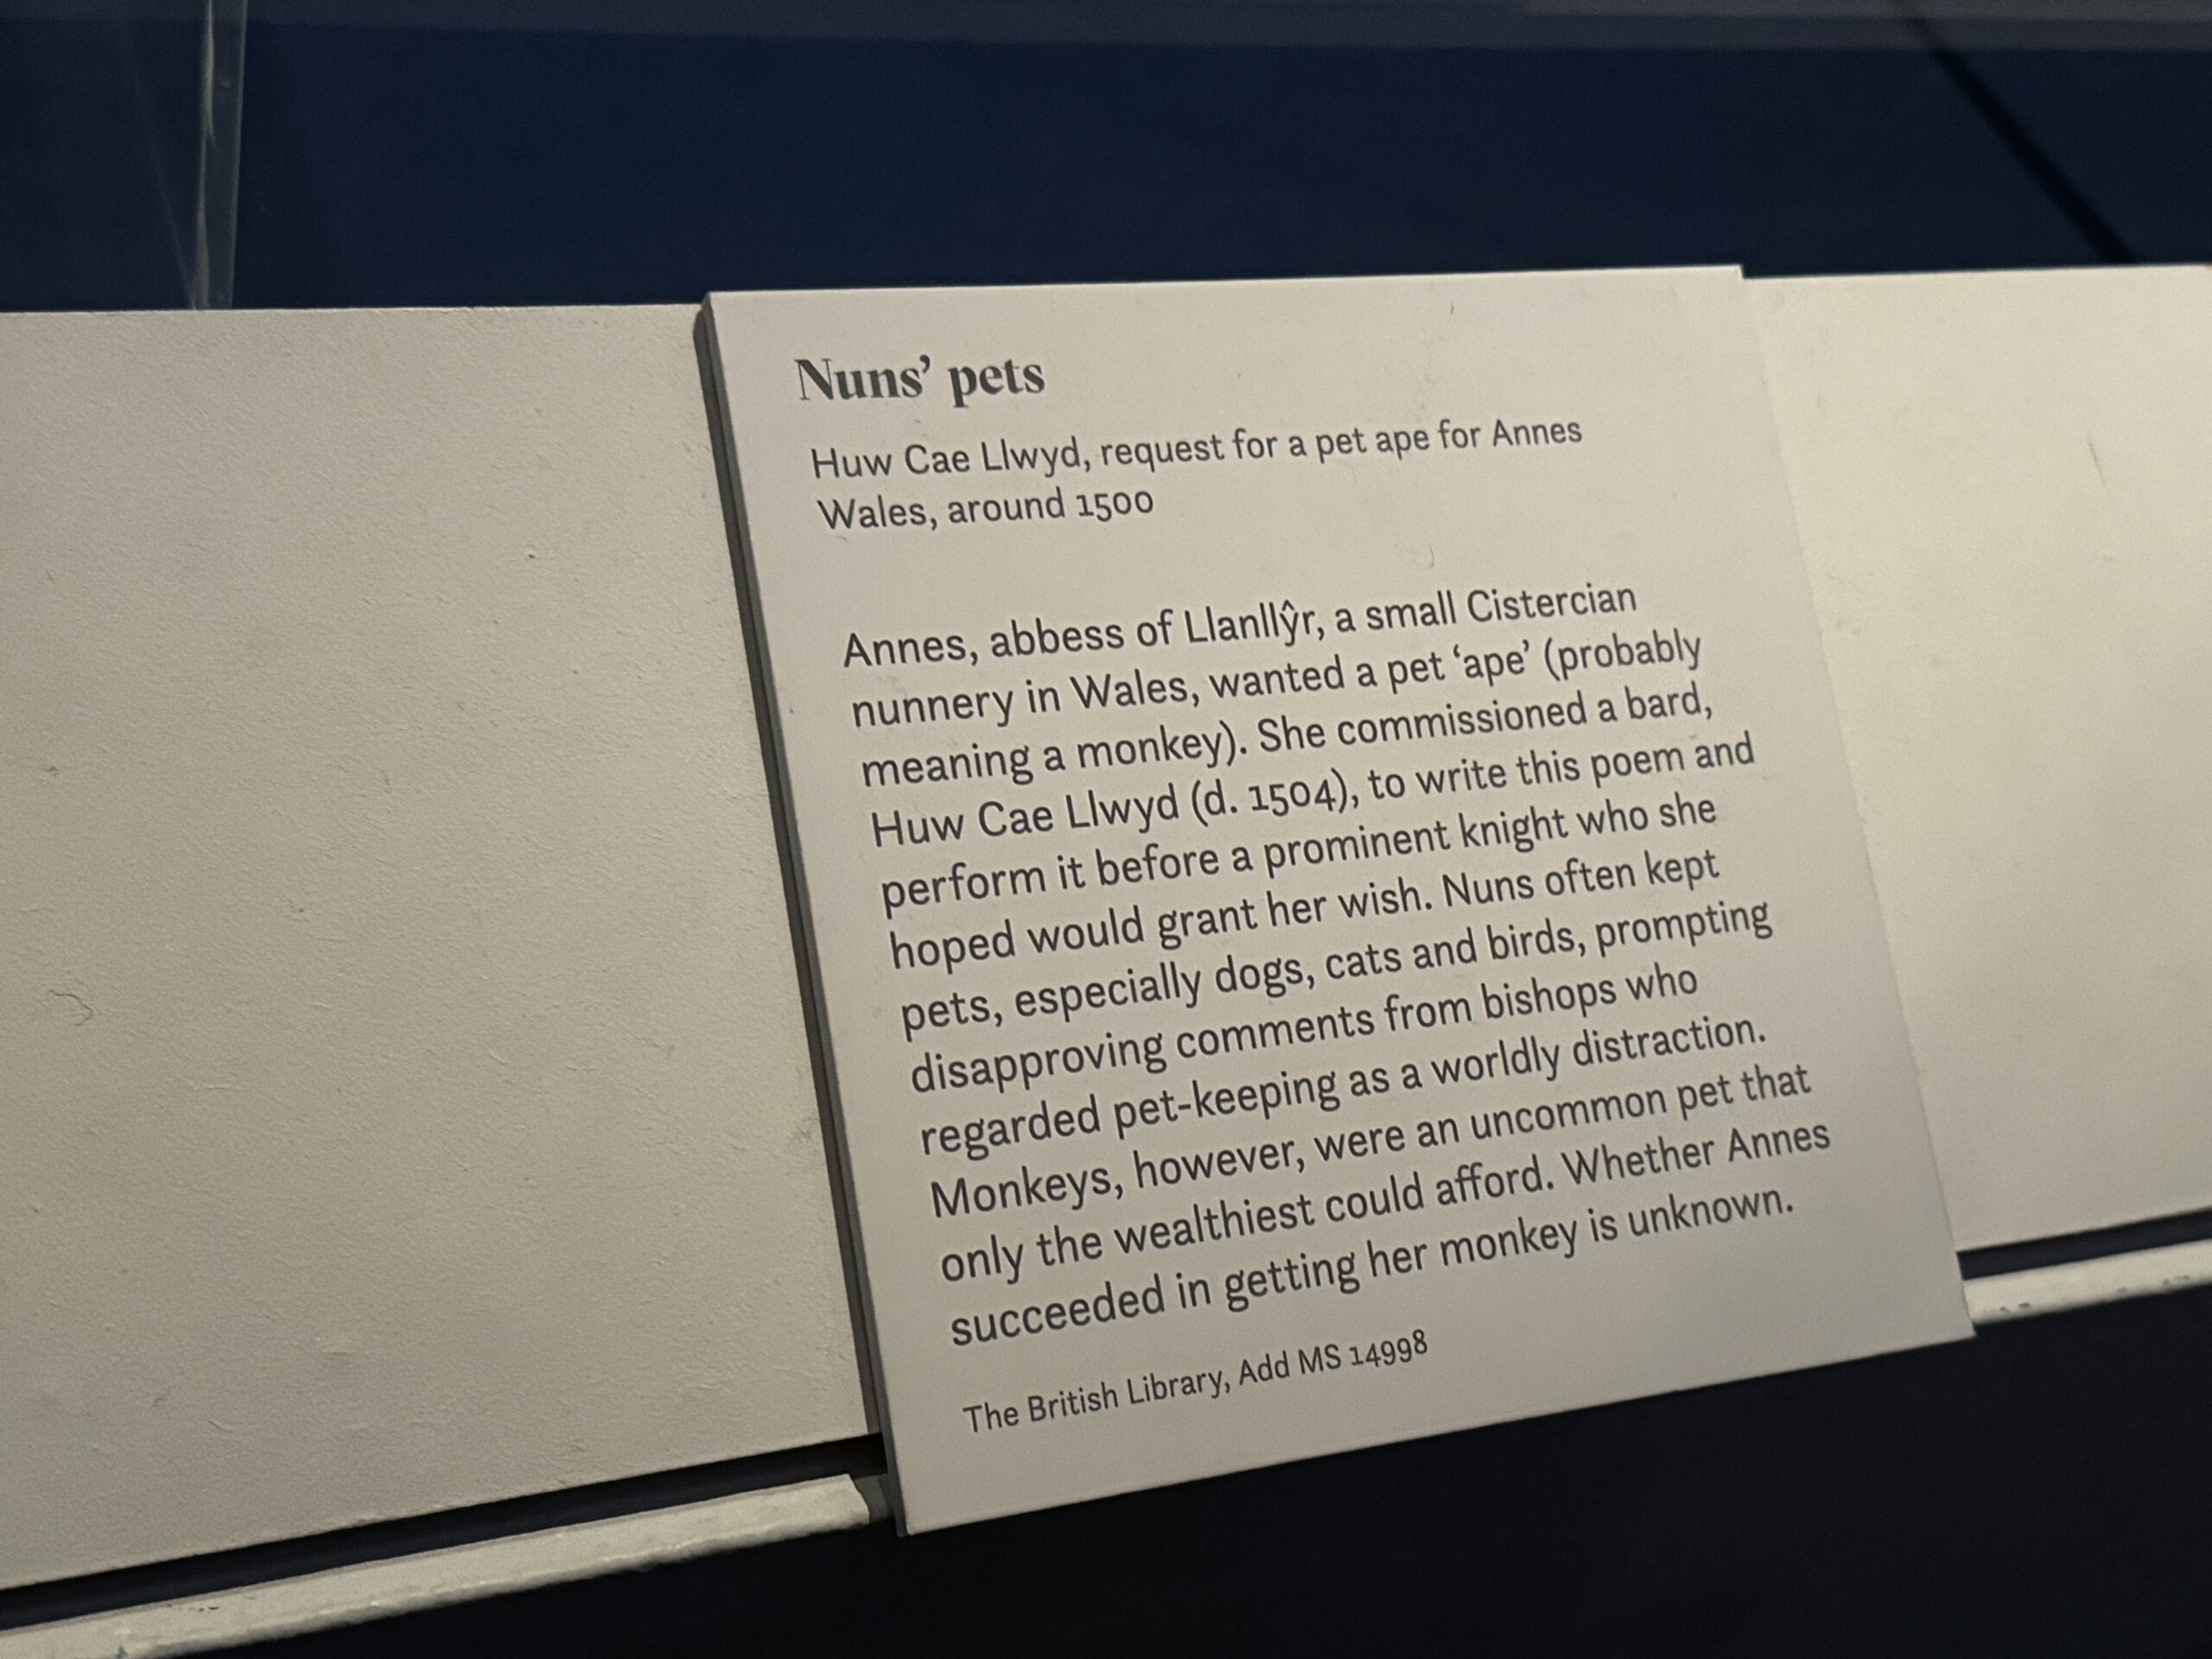 Nuns’ pets
Huw Cae Llwyd, request for a pet ape for Annes
Wales, around 1500
Annes, abbess of Llanllŷr, a small Cistercian
nunnery in Wales, wanted a pet ‘ape’ (probably
meaning a monkey). She commissioned a bard,
Huw Cae Llwyd (d. 1504), to write this poem and
perform it before a prominent knight who she
hoped would grant her wish. Nuns often kept
pets, especially dogs, cats and birds, prompting
disapproving comments from bishops who
regarded pet-keeping as a worldly distraction.
Monkeys, however, were an uncommon pet that
only the wealthiest could afford. Whether Annes
succeeded in getting her monkey is unknown.
The British Library, Add MS 14998